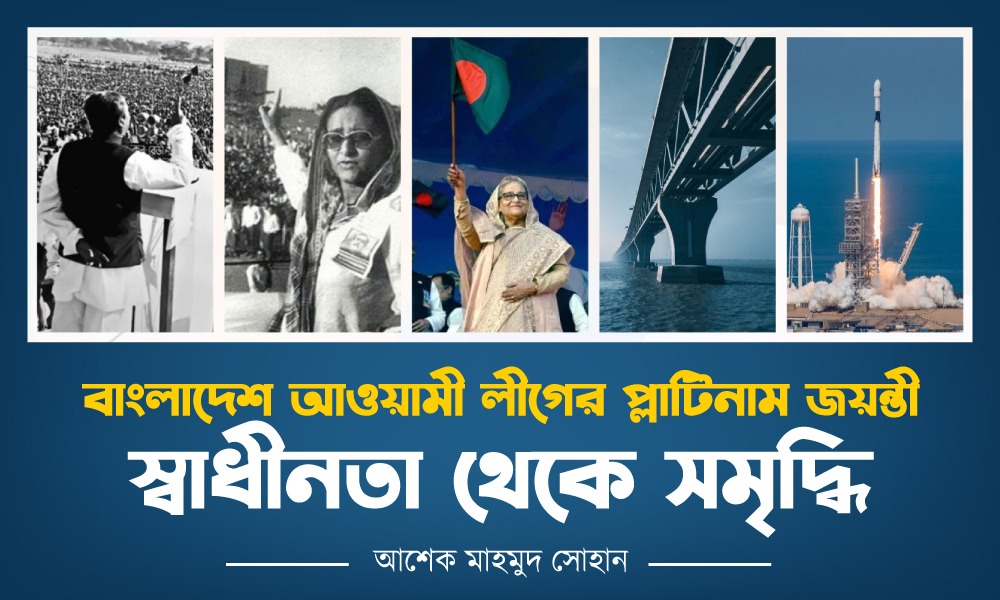 বাংলাদেশ আওয়ামী লীগের প্লাটিনাম জয়ন্তী
স্বাধীনতা থেকে সমৃদ্ধি
আশেক মাহমুদ সোহান